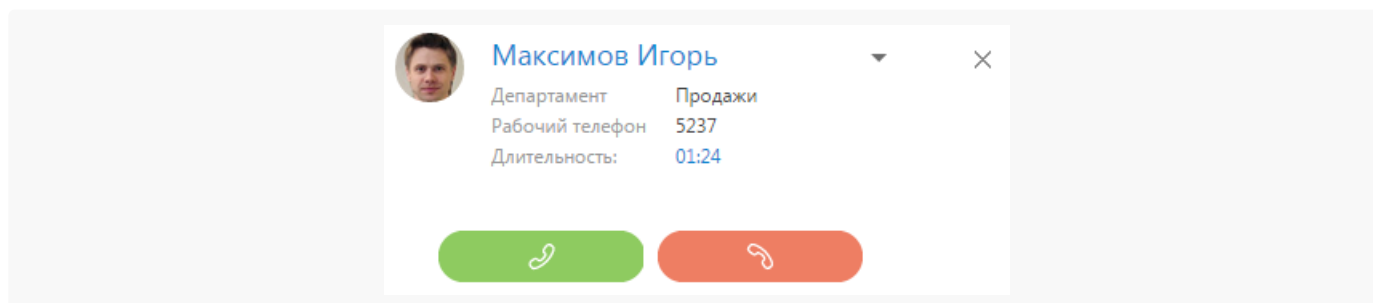 Максимов Игорь
Департамент Продажи
Рабочий телефон 5237
Длительность: 01:24